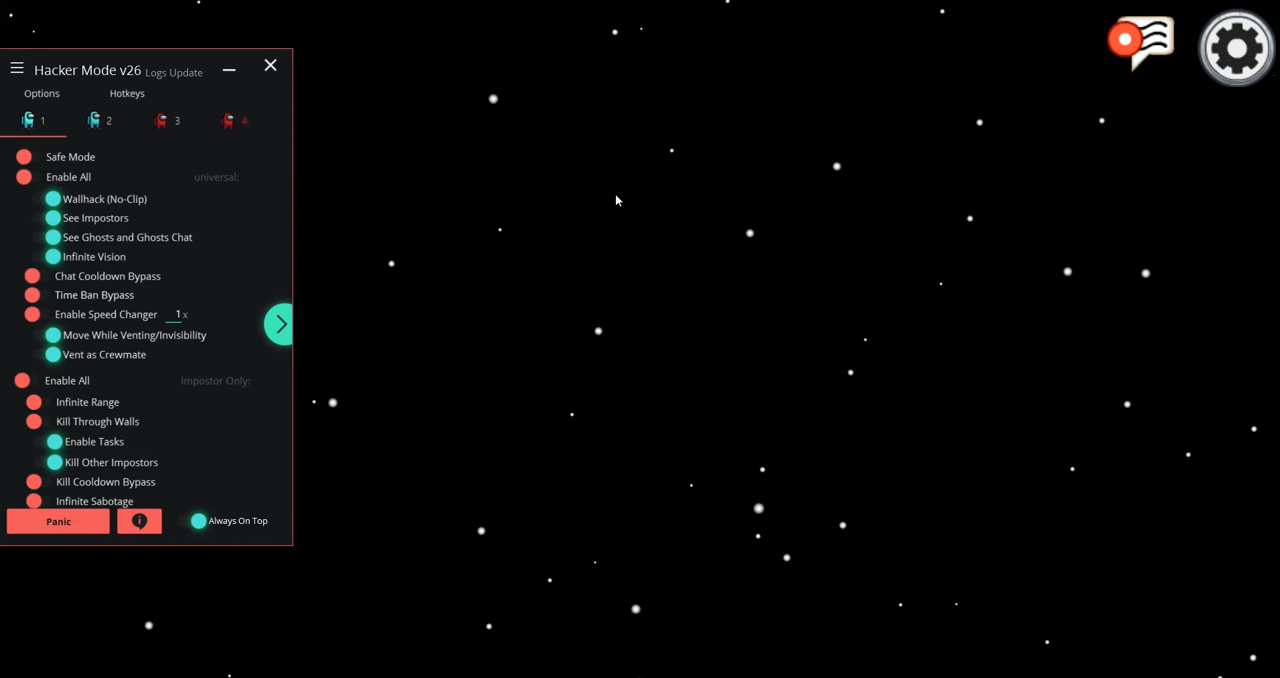 Hacker Mode v26 Logs Update
Options Hotkeys
1 2 3 4
Safe Mode
Enable All universal:
Wallhack (No-Clip)
See Impostors
See Ghosts and Ghosts Chat
Infinite Vision
Chat Cooldown Bypass
Time Ban Bypass
Enable Speed Changer 1x
Move While Venting/Invisibility
Vent as Crewmate
Enable All Impostor Only:
Infinite Range
Kill Through Walls
Enable Tasks
Kill Other Impostors
Kill Cooldown Bypass
Infinite Sabotage
Panic Always On Top